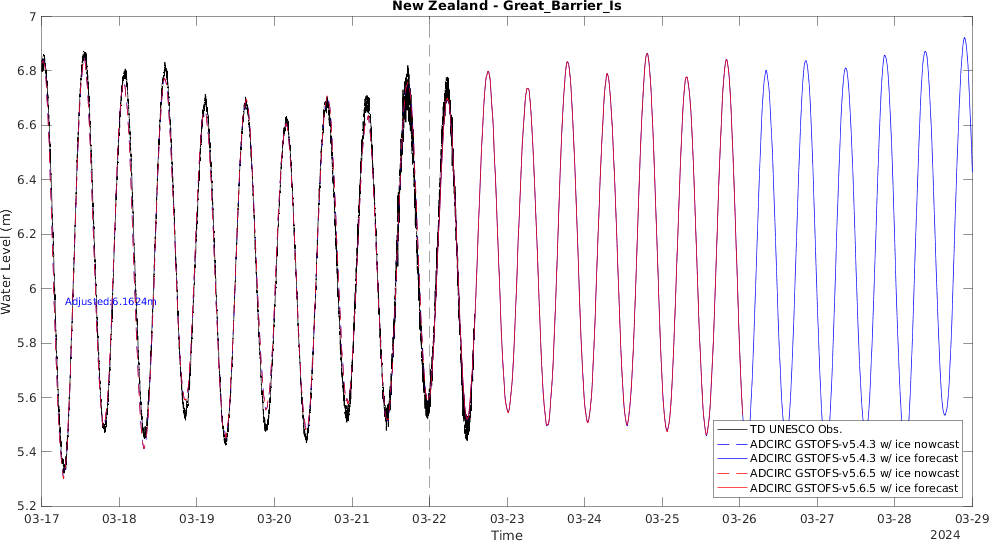 New Zealand - Great_Barrier_Is
7
6.8
6.6
6.4
6.2
6
5.8
5.6
5.4
5.2
Water Level (m)
Adjusted:6.1624m
TD UNESCO Obs.
ADCIRC GSTOFS-v5.4.3 w/ ice nowcast
ADCIRC GSTOFS-v5.4.3 w/ ice forecast
ADCIRC GSTOFS-v5.6.5 w/ ice nowcast
ADCIRC GSTOFS-v5.6.5 w/ ice forecast
03-17 03-18 03-19 03-20 03-21 03-22 03-23 03-24 03-25 03-26 03-27 03-28 03-29
Time
2024